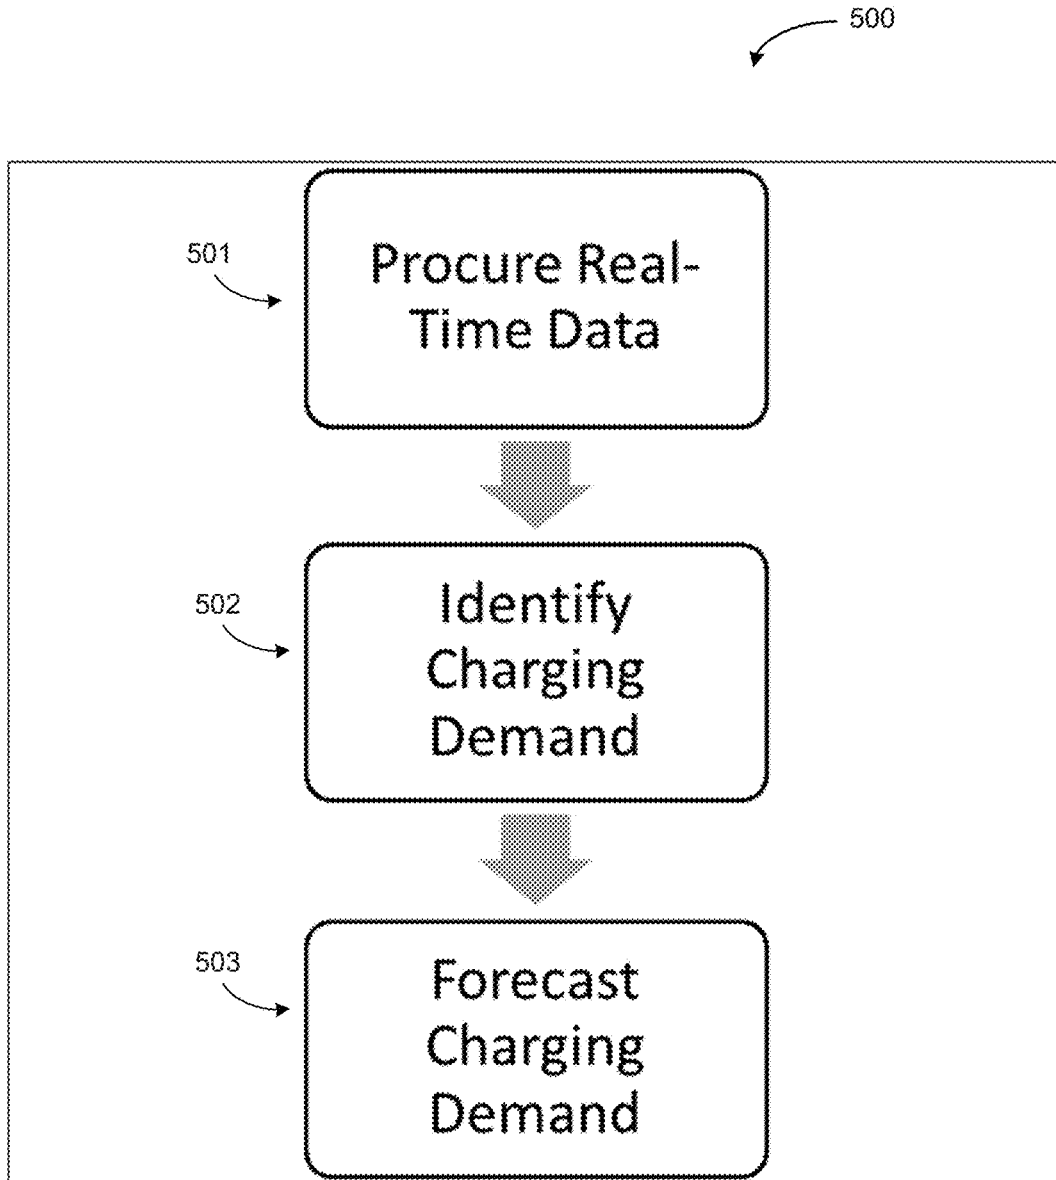 500
501
Procure Real-
Time Data
502
Identify
Charging
Demand
503
Forecast
Charging
Demand